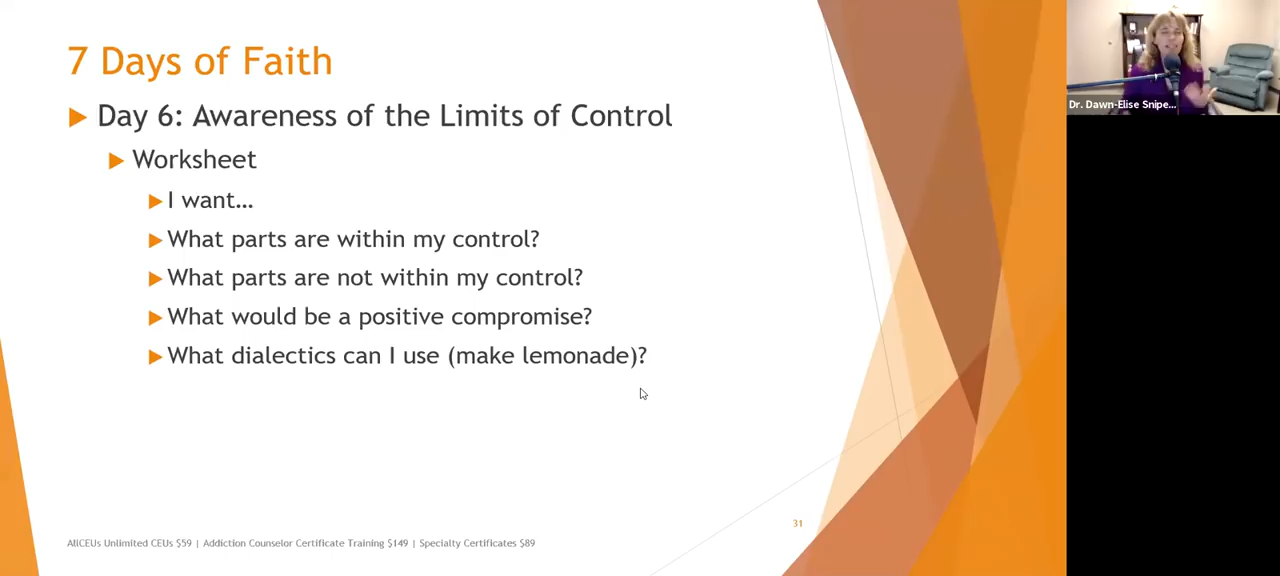 7 Days of Faith
Day 6: Awareness of the Limits of Control
Worksheet
I want…
What parts are within my control?
What parts are not within my control?
What would be a positive compromise?
What dialectics can I use (make lemonade)?
31
AllCEUs Unlimited CEUs $59 | Addiction Counselor Certificate Training $149 | Specialty Certificates $89
Dr. Dawn-Elise Snipe...